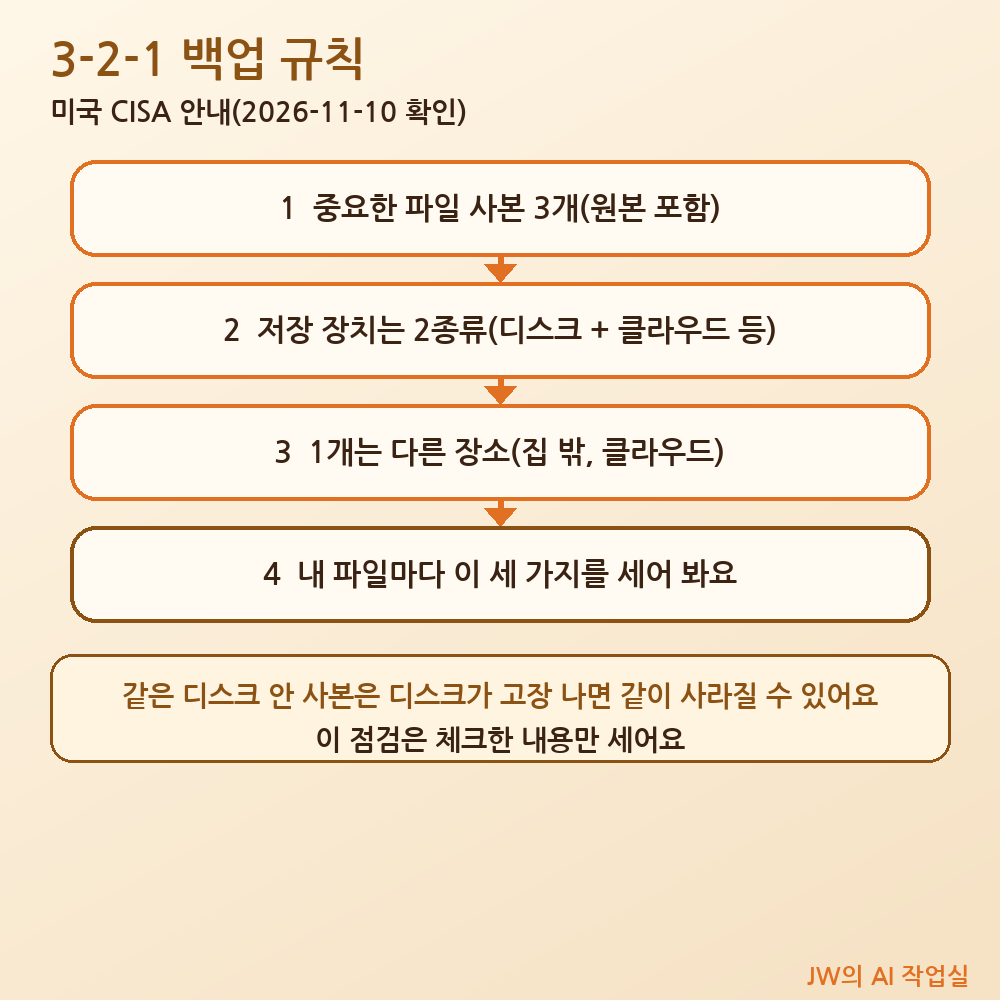 3-2-1 백업 규칙
미국 CISA 안내(2026-11-10 확인)
1 중요한 파일 사본 3개(원본 포함)
2 저장 장치는 2종류(디스크 + 클라우드 등)
3 1개는 다른 장소(집 밖, 클라우드)
4 내 파일마다 이 세 가지를 세어 봐요
같은 디스크 안 사본은 디스크가 고장 나면 같이 사라질 수 있어요
이 점검은 체크한 내용만 세어요
JW의 AI 작업실